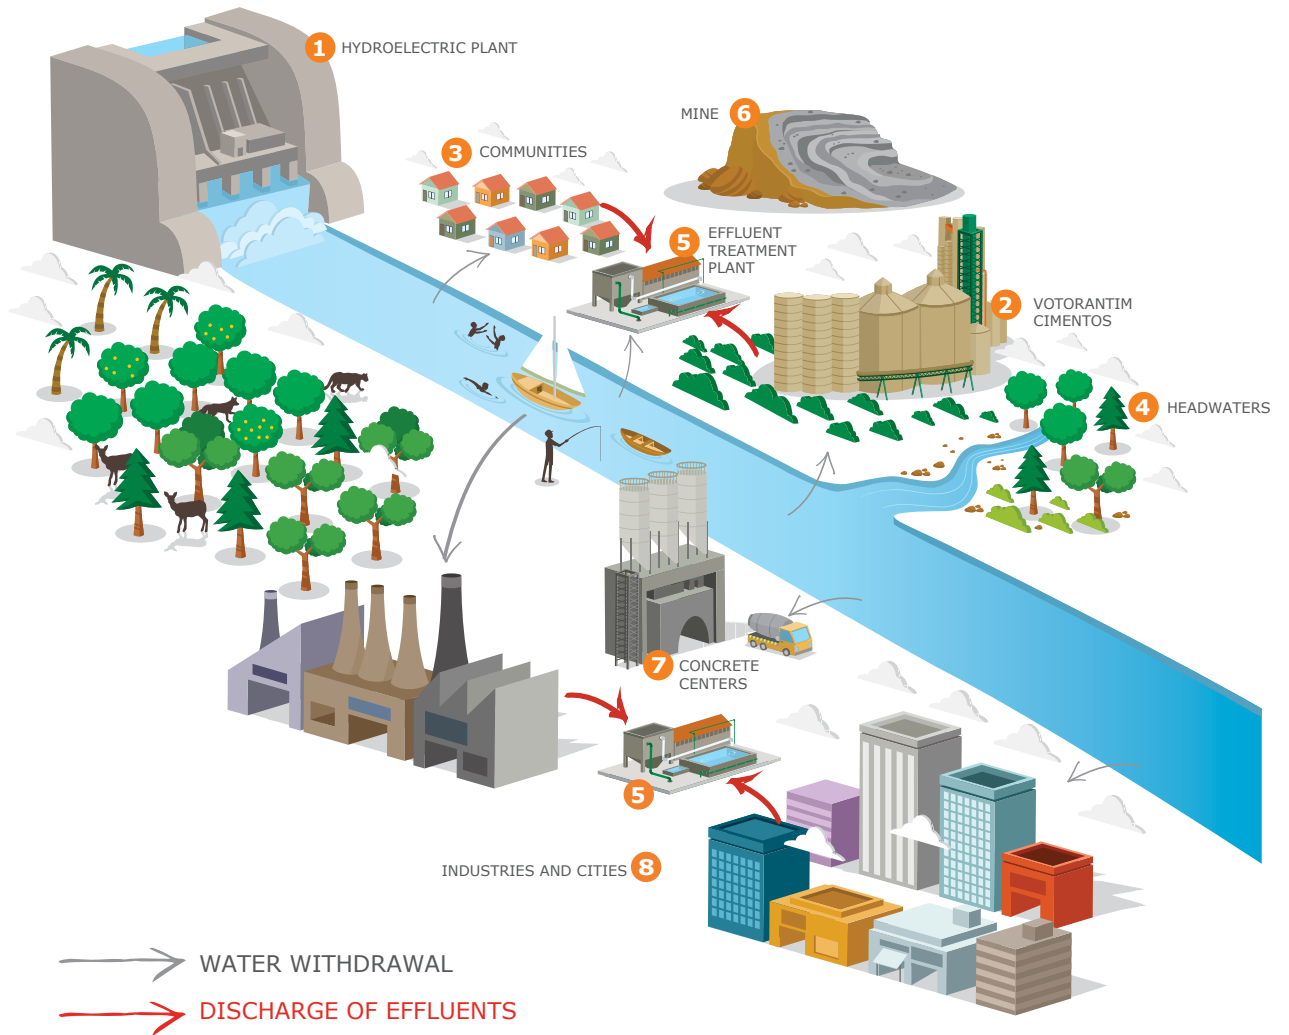 1 HYDROELECTRIC PLANT
MINE 6
3 COMMUNITIES
5 EFFLUENT
TREATMENT
PLANT
2 VOTORANTIM
CIMENTOS
4 HEADWATERS
7 CONCRETE
CENTERS
5
INDUSTRIES AND CITIES 8
WATER WITHDRAWAL
DISCHARGE OF EFFLUENTS